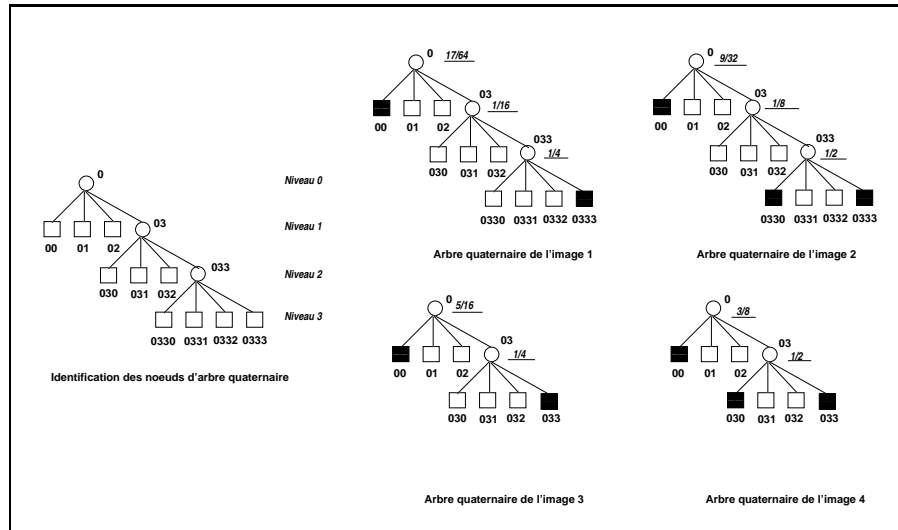 0
Niveau 0
00 01 02 03
Niveau 1
030 031 032 033
Niveau 2
0330 0331 0332 0333
Niveau 3
Identification des noeuds d'arbre quaternaire
0 17/64
00 01 02 03 1/16
030 031 032 033 1/4
0330 0331 0332 0333
Arbre quaternaire de l'image 1
0 9/32
00 01 02 03 1/8
030 031 032 033 1/2
0330 0331 0332 0333
Arbre quaternaire de l'image 2
0 5/16
00 01 02 03 1/4
030 031 032 033
Arbre quaternaire de l'image 3
0 3/8
00 01 02 03 1/2
030 031 032 033
Arbre quaternaire de l'image 4